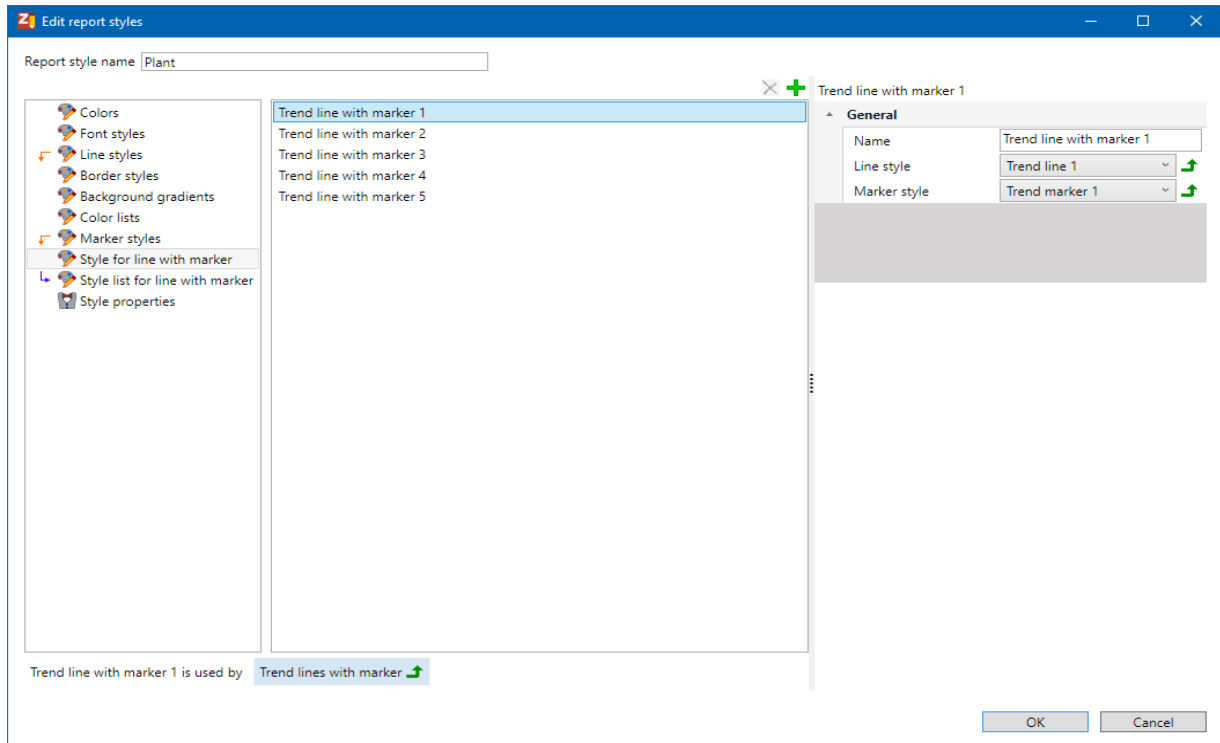 Edit report styles
Report style name Plant
Colors
Font styles
Line styles
Border styles
Background gradients
Color lists
Marker styles
Style for line with marker
Style list for line with marker
Style properties
Trend line with marker 1
Trend line with marker 2
Trend line with marker 3
Trend line with marker 4
Trend line with marker 5
Trend line with marker 1
General
Name Trend line with marker 1
Line style Trend line 1
Marker style Trend marker 1
Trend line with marker 1 is used by Trend lines with marker
OK Cancel